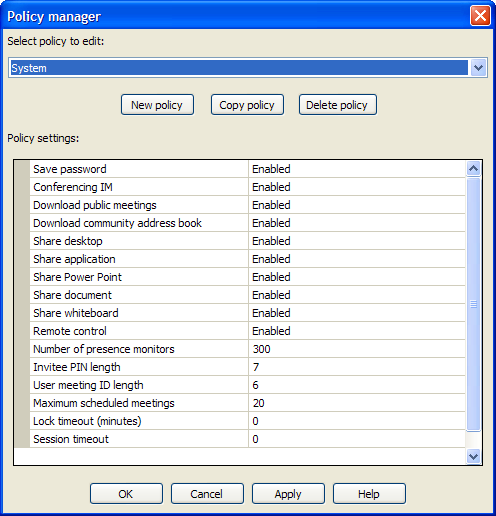 Policy manager
Select policy to edit:
System
New policy Copy policy Delete policy
Policy settings:
Save password Enabled
Conferencing IM Enabled
Download public meetings Enabled
Download community address book Enabled
Share desktop Enabled
Share application Enabled
Share Power Point Enabled
Share document Enabled
Share whiteboard Enabled
Remote control Enabled
Number of presence monitors 300
Invitee PIN length 7
User meeting ID length 6
Maximum scheduled meetings 20
Lock timeout (minutes) 0
Session timeout 0
OK Cancel Apply Help